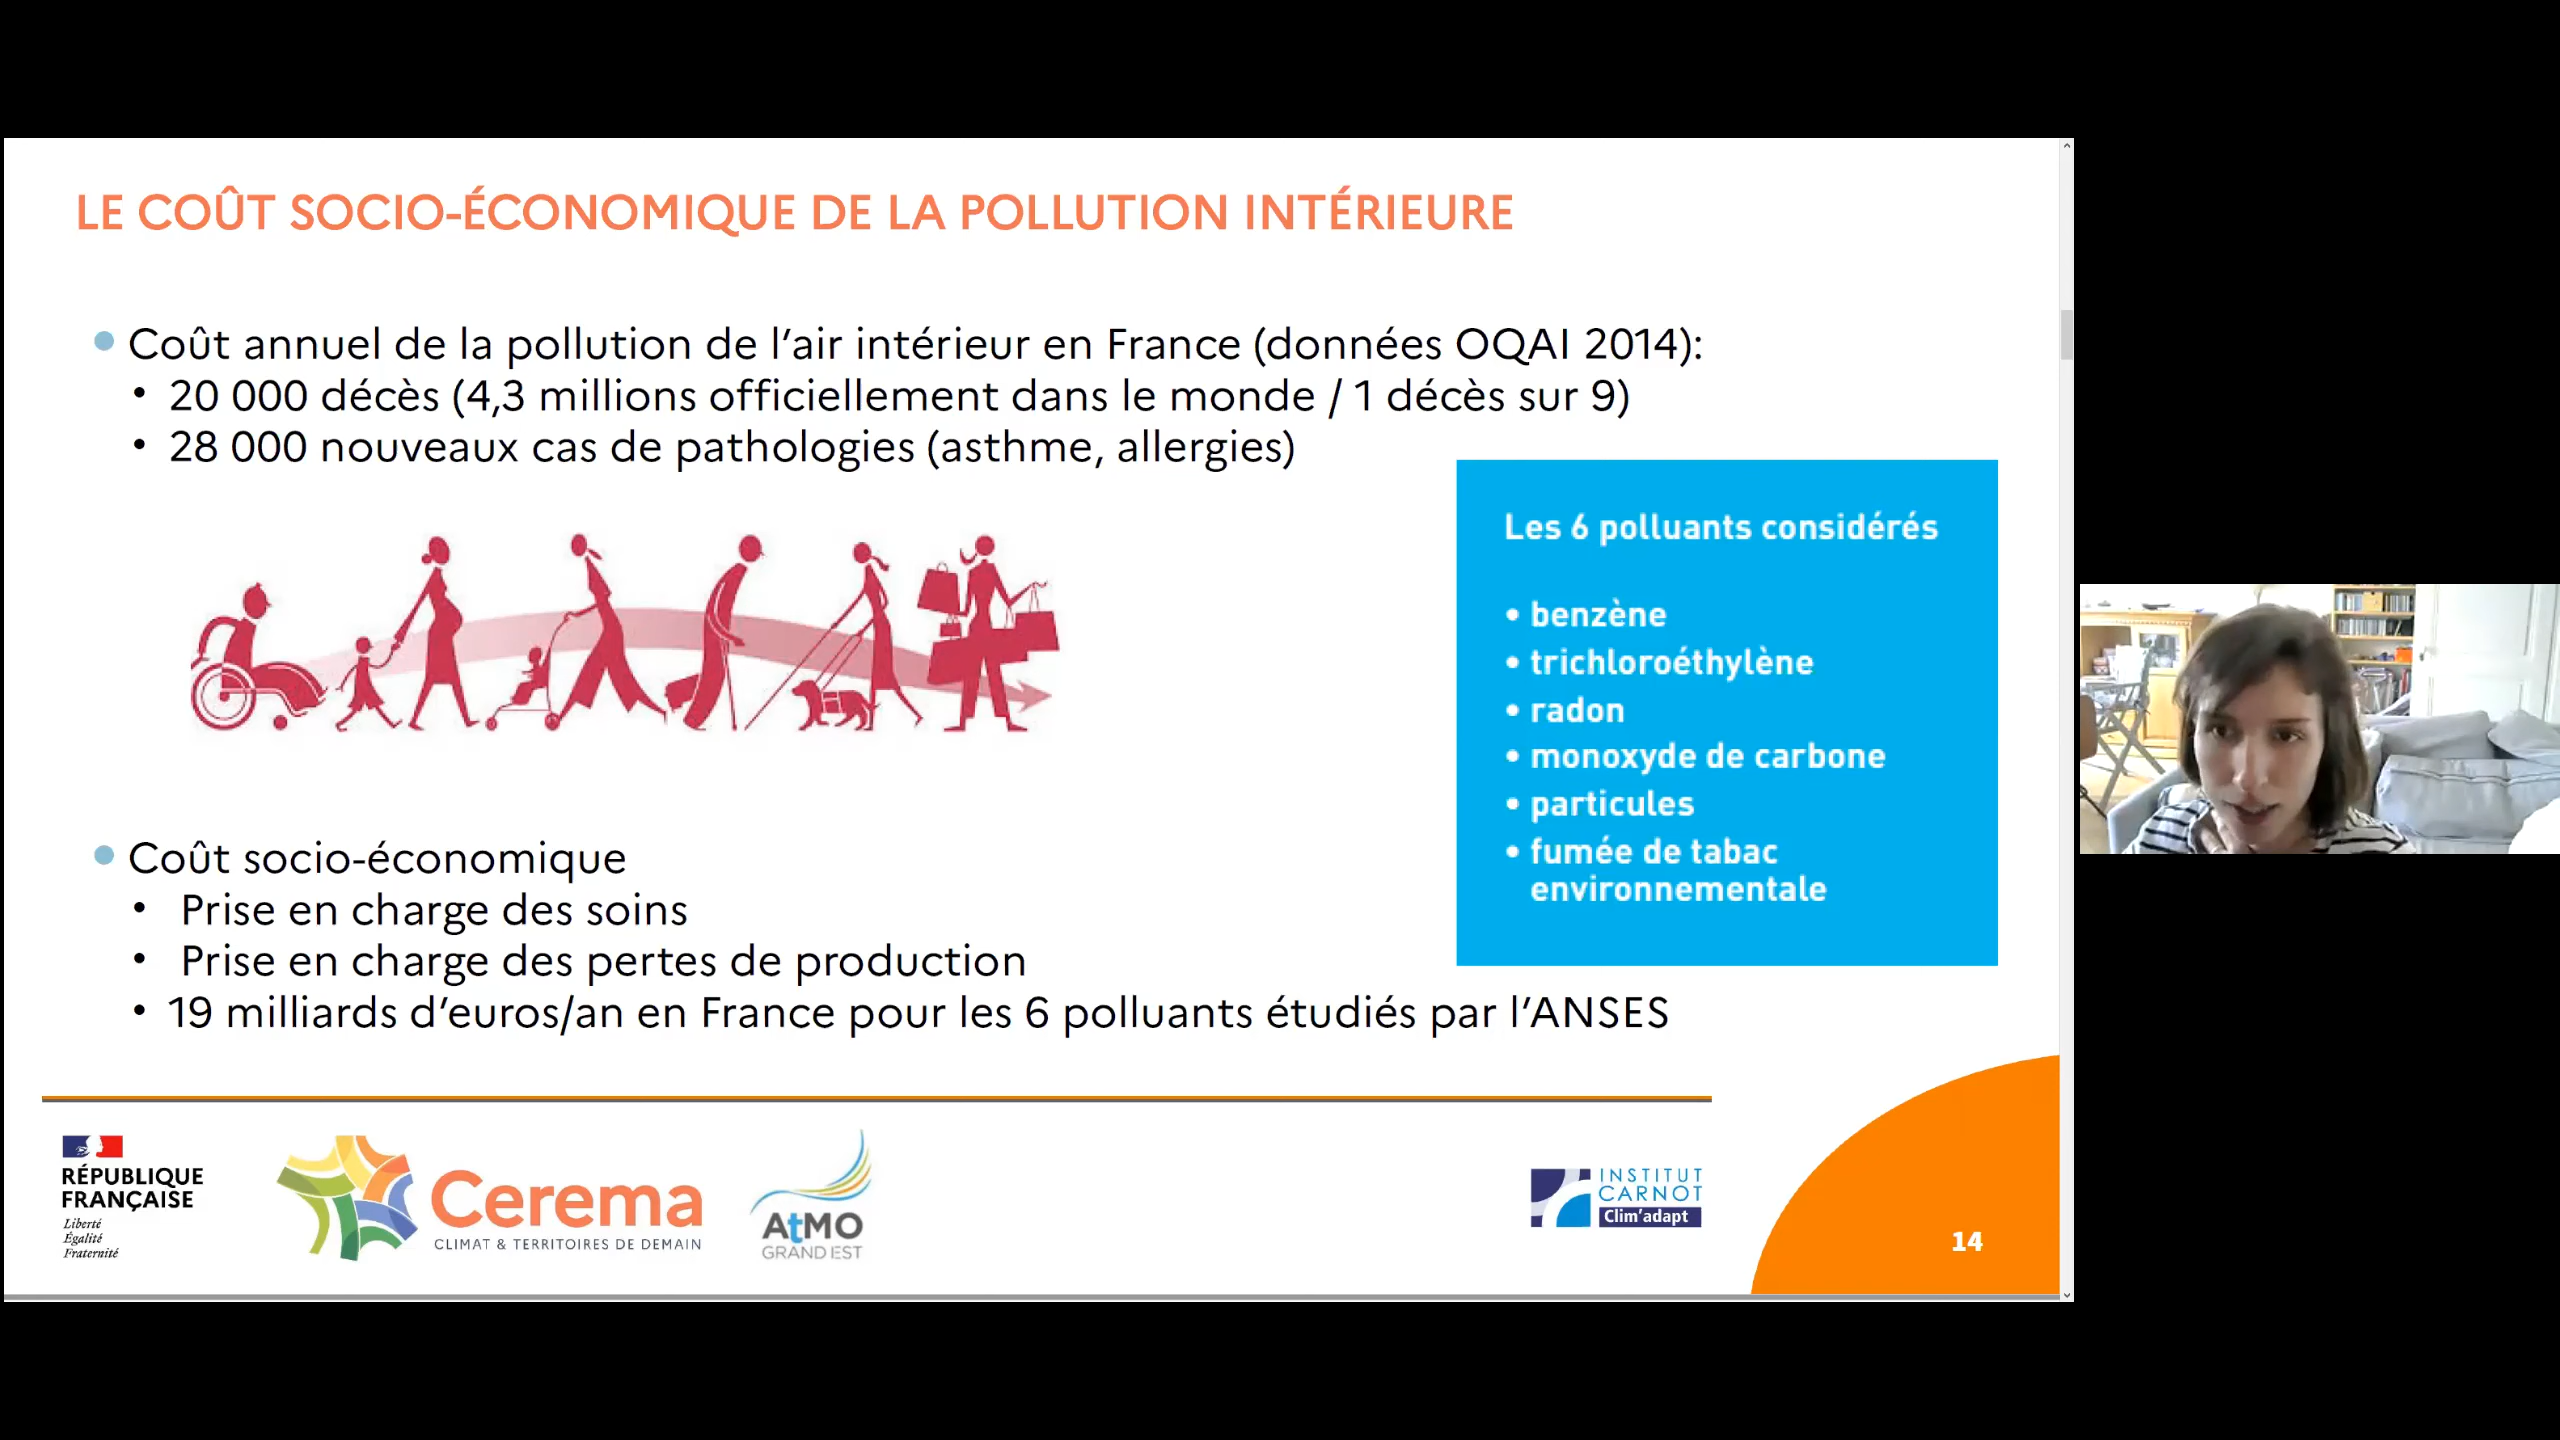 LE COÛT SOCIO-ÉCONOMIQUE DE LA POLLUTION INTÉRIEURE
• Coût annuel de la pollution de l’air intérieur en France (données OQAI 2014):
• 20 000 décès (4,3 millions officiellement dans le monde / 1 décès sur 9)
• 28 000 nouveaux cas de pathologies (asthme, allergies)
Les 6 polluants considérés
• benzène
• trichloroéthylène
• radon
• monoxyde de carbone
• particules
• fumée de tabac
environnementale
• Coût socio-économique
• Prise en charge des soins
• Prise en charge des pertes de production
• 19 milliards d’euros/an en France pour les 6 polluants étudiés par l’ANSES
RÉPUBLIQUE
FRANÇAISE
Liberté
Égalité
Fraternité
Cerema
CLIMAT & TERRITOIRES DE DEMAIN
AtMO
GRAND EST
INSTITUT
CARNOT
Clim’adapt
14